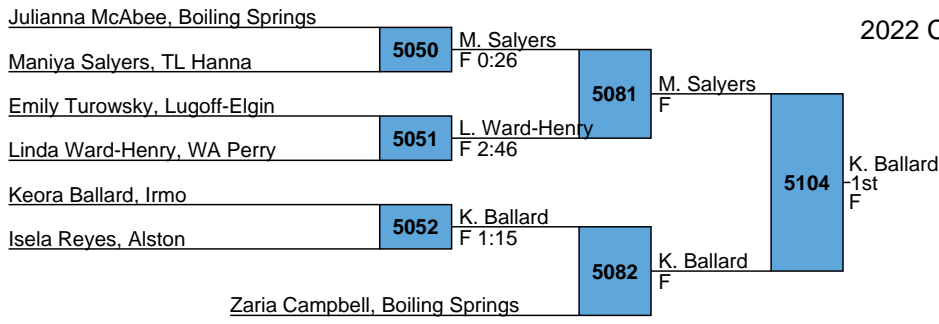 Julianna McAbee, Boiling Springs
2022 C
5050
M. Salyers
F 0:26
Maniya Salyers, TL Hanna
5081
M. Salyers
F
Emily Turowsky, Lugoff-Elgin
5051
L. Ward-Henry
F 2:46
Linda Ward-Henry, WA Perry
5104
K. Ballard
1st
F
Keora Ballard, Irmo
5052
K. Ballard
F 1:15
Isela Reyes, Alston
5082
K. Ballard
F
Zaria Campbell, Boiling Springs